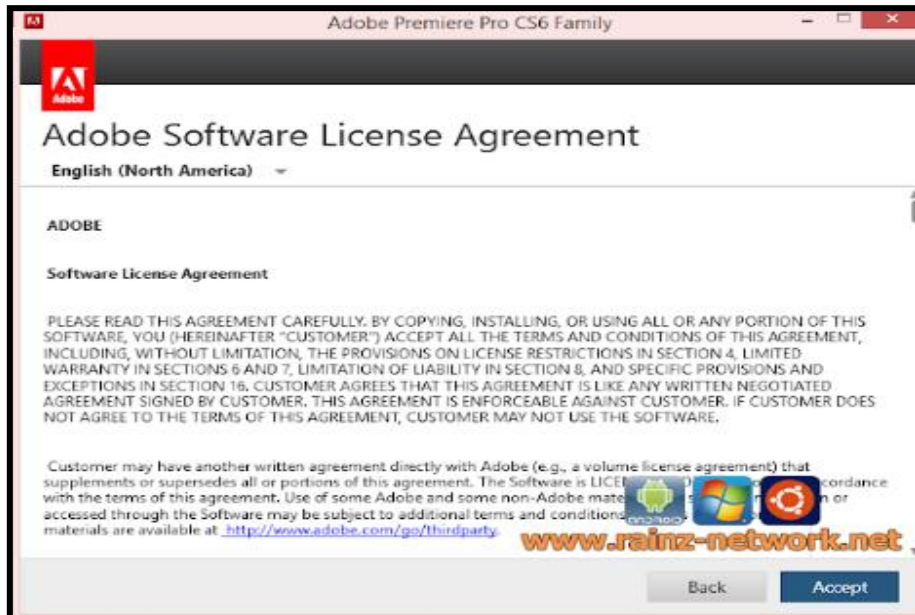 Adobe Premiere Pro CS6 Family
Adobe
Adobe Software License Agreement
English (North America)
ADOBE
Software License Agreement
PLEASE READ THIS AGREEMENT CAREFULLY. BY COPYING, INSTALLING, OR USING ALL OR ANY PORTION OF THIS
SOFTWARE, YOU (HEREINAFTER "CUSTOMER") ACCEPT ALL THE TERMS AND CONDITIONS OF THIS AGREEMENT,
INCLUDING, WITHOUT LIMITATION, THE PROVISIONS ON LICENSE RESTRICTIONS IN SECTION 4, LIMITED
WARRANTY IN SECTIONS 6 AND 7, LIMITATION OF LIABILITY IN SECTION 8, AND SPECIFIC PROVISIONS AND
EXCEPTIONS IN SECTION 16. CUSTOMER AGREES THAT THIS AGREEMENT IS LIKE ANY WRITTEN NEGOTIATED
AGREEMENT SIGNED BY CUSTOMER. THIS AGREEMENT IS ENFORCEABLE AGAINST CUSTOMER. IF CUSTOMER DOES
NOT AGREE TO THE TERMS OF THIS AGREEMENT, CUSTOMER MAY NOT USE THE SOFTWARE.
Customer may have another written agreement directly with Adobe (e.g., a volume license agreement) that
supplements or supersedes all or portions of this agreement. The Software is
with the terms of this agreement. Use of some Adobe and some non-Adobe or
accessed through the Software may be subject to additional terms and conditions
materials are available at http://www.adobe.com/go/thirdparty.
ANDROID
www.rainz-network.net
Back
Accept